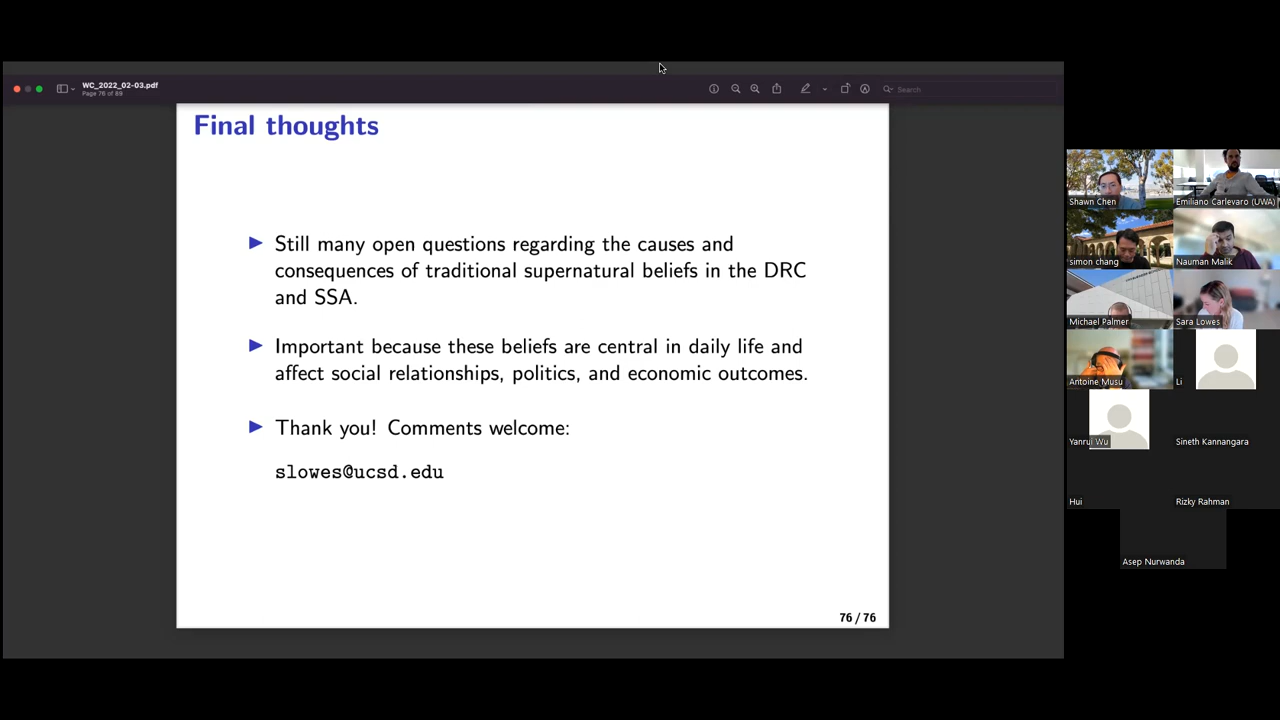 WC_2022_02-03.pdf
Page 76 of 89
Search
Final thoughts
Still many open questions regarding the causes and
consequences of traditional supernatural beliefs in the DRC
and SSA.
Important because these beliefs are central in daily life and
affect social relationships, politics, and economic outcomes.
Thank you! Comments welcome:
slowes@ucsd.edu
76 / 76
Shawn Chen
Emiliano Carlevaro (UWA)
simon chang
Nauman Malik
Michael Palmer
Sara Lowes
Antoine Musu
Li
Yanrui Wu
Sineth Kannangara
Hui
Rizky Rahman
Asep Nurwanda